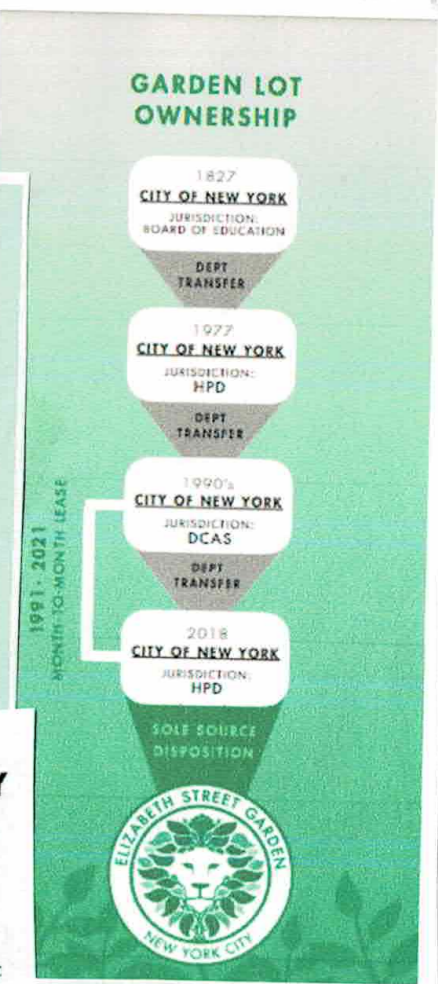 GARDEN LOT
OWNERSHIP
1827
CITY OF NEW YORK
JURISDICTION:
BOARD OF EDUCATION
DEPT
TRANSFER
1977
CITY OF NEW YORK
JURISDICTION:
HPD
DEPT
TRANSFER
1990's
CITY OF NEW YORK
JURISDICTION:
DCAS
DEPT
TRANSFER
2018
CITY OF NEW YORK
JURISDICTION:
HPD
1991-2021
MONTH-TO-MONTH LEASE
SOLE SOURCE
DISPOSITION
Y
ELIZABETH STREET GARDEN
NEW YORK CITY